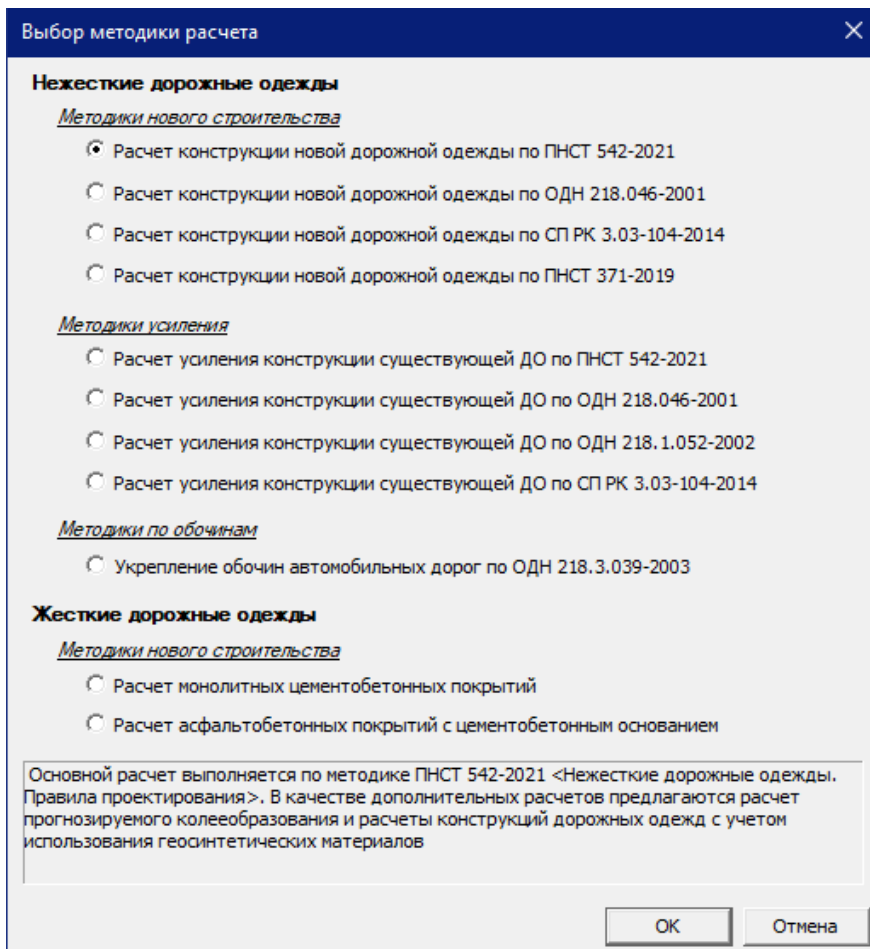 Выбор методики расчета
Нежесткие дорожные одежды
Методики нового строительства
Расчет конструкции новой дорожной одежды по ПНСТ 542-2021
Расчет конструкции новой дорожной одежды по ОДН 218.046-2001
Расчет конструкции новой дорожной одежды по СП РК 3.03-104-2014
Расчет конструкции новой дорожной одежды по ПНСТ 371-2019
Методики усиления
Расчет усиления конструкции существующей ДО по ПНСТ 542-2021
Расчет усиления конструкции существующей ДО по ОДН 218.046-2001
Расчет усиления конструкции существующей ДО по ОДН 218.1.052-2002
Расчет усиления конструкции существующей ДО по СП РК 3.03-104-2014
Методики по обочинам
Укрепление обочин автомобильных дорог по ОДН 218.3.039-2003
Жесткие дорожные одежды
Методики нового строительства
Расчет монолитных цементобетонных покрытий
Расчет асфальтобетонных покрытий с цементобетонным основанием
Основной расчет выполняется по методике ПНСТ 542-2021 <Нежесткие дорожные одежды.
Правила проектирования>. В качестве дополнительных расчетов предлагаются расчет
прогнозируемого колееобразования и расчеты конструкций дорожных одежд с учетом
использования геосинтетических материалов
OK
Отмена